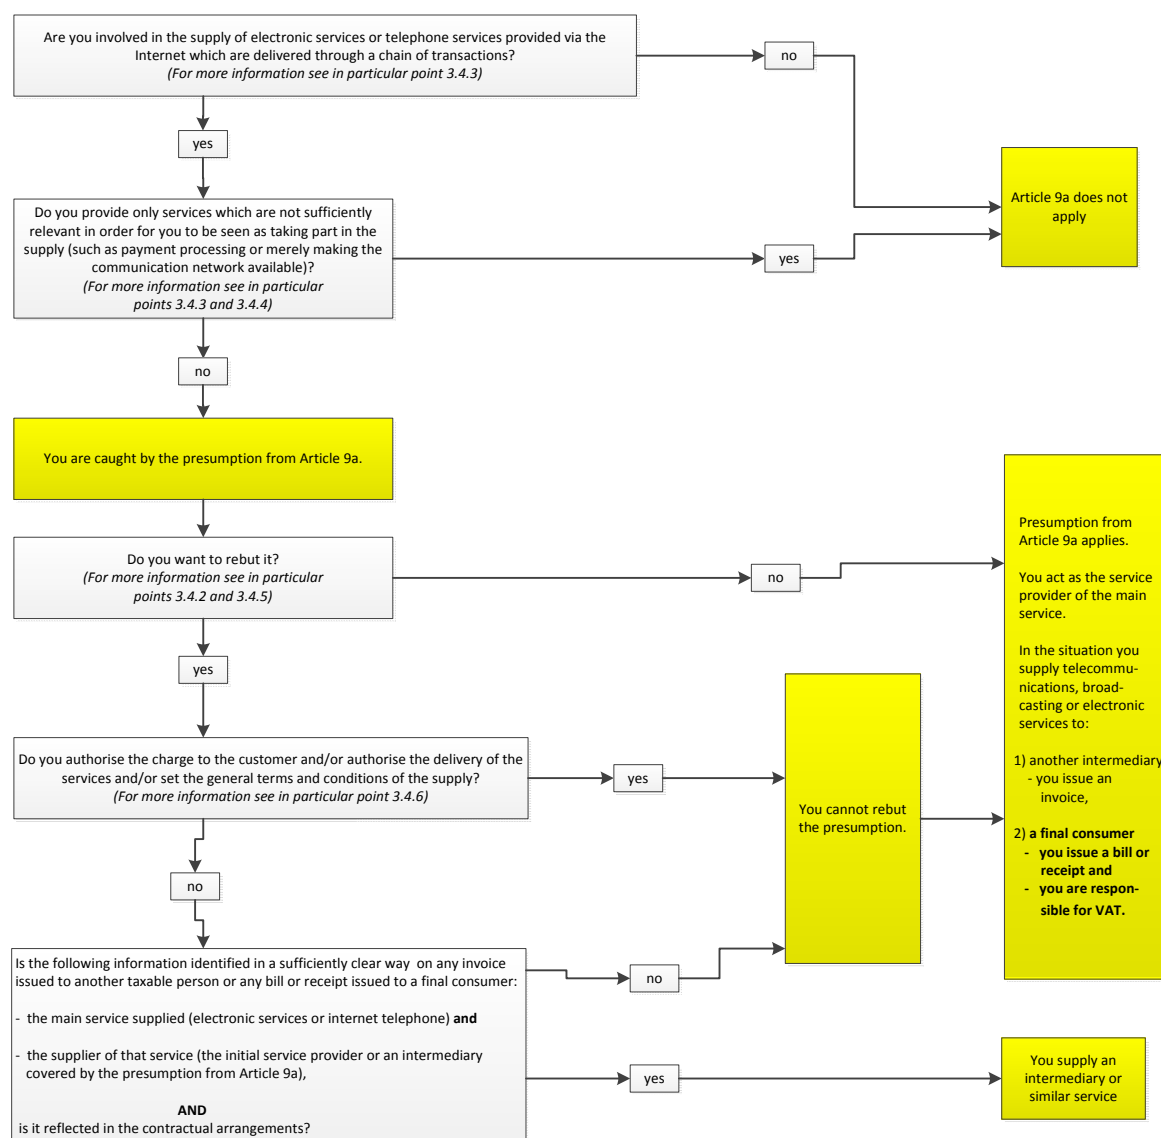 Are you involved in the supply of electronic services or telephone services provided via the
Internet which are delivered through a chain of transactions?
(For more information see in particular point 3.4.3)
no
yes
Article 9a does not
apply
Do you provide only services which are not sufficiently
relevant in order for you to be seen as taking part in the
supply (such as payment processing or merely making the
communication network available)?
(For more information see in particular
points 3.4.3 and 3.4.4)
yes
no
You are caught by the presumption from Article 9a.
Do you want to rebut it?
(For more information see in particular
points 3.4.2 and 3.4.5)
no
yes
Presumption from
Article 9a applies.
You act as the service
provider of the main
service.
In the situation you
supply telecommu-
nications, broad-
casting or electronic
services to:
1) another intermediary
- you issue an
invoice,
2) a final consumer
- you issue a bill or
receipt and
- you are respon-
sible for VAT.
Do you authorise the charge to the customer and/or authorise the delivery of the
services and/or set the general terms and conditions of the supply?
(For more information see in particular point 3.4.6)
yes
You cannot rebut
the presumption.
no
Is the following information identified in a sufficiently clear way on any invoice
issued to another taxable person or any bill or receipt issued to a final consumer:
- the main service supplied (electronic services or internet telephone) and
- the supplier of that service (the initial service provider or an intermediary
covered by the presumption from Article 9a),
AND
is it reflected in the contractual arrangements?
no
yes
You supply an
intermediary or
similar service